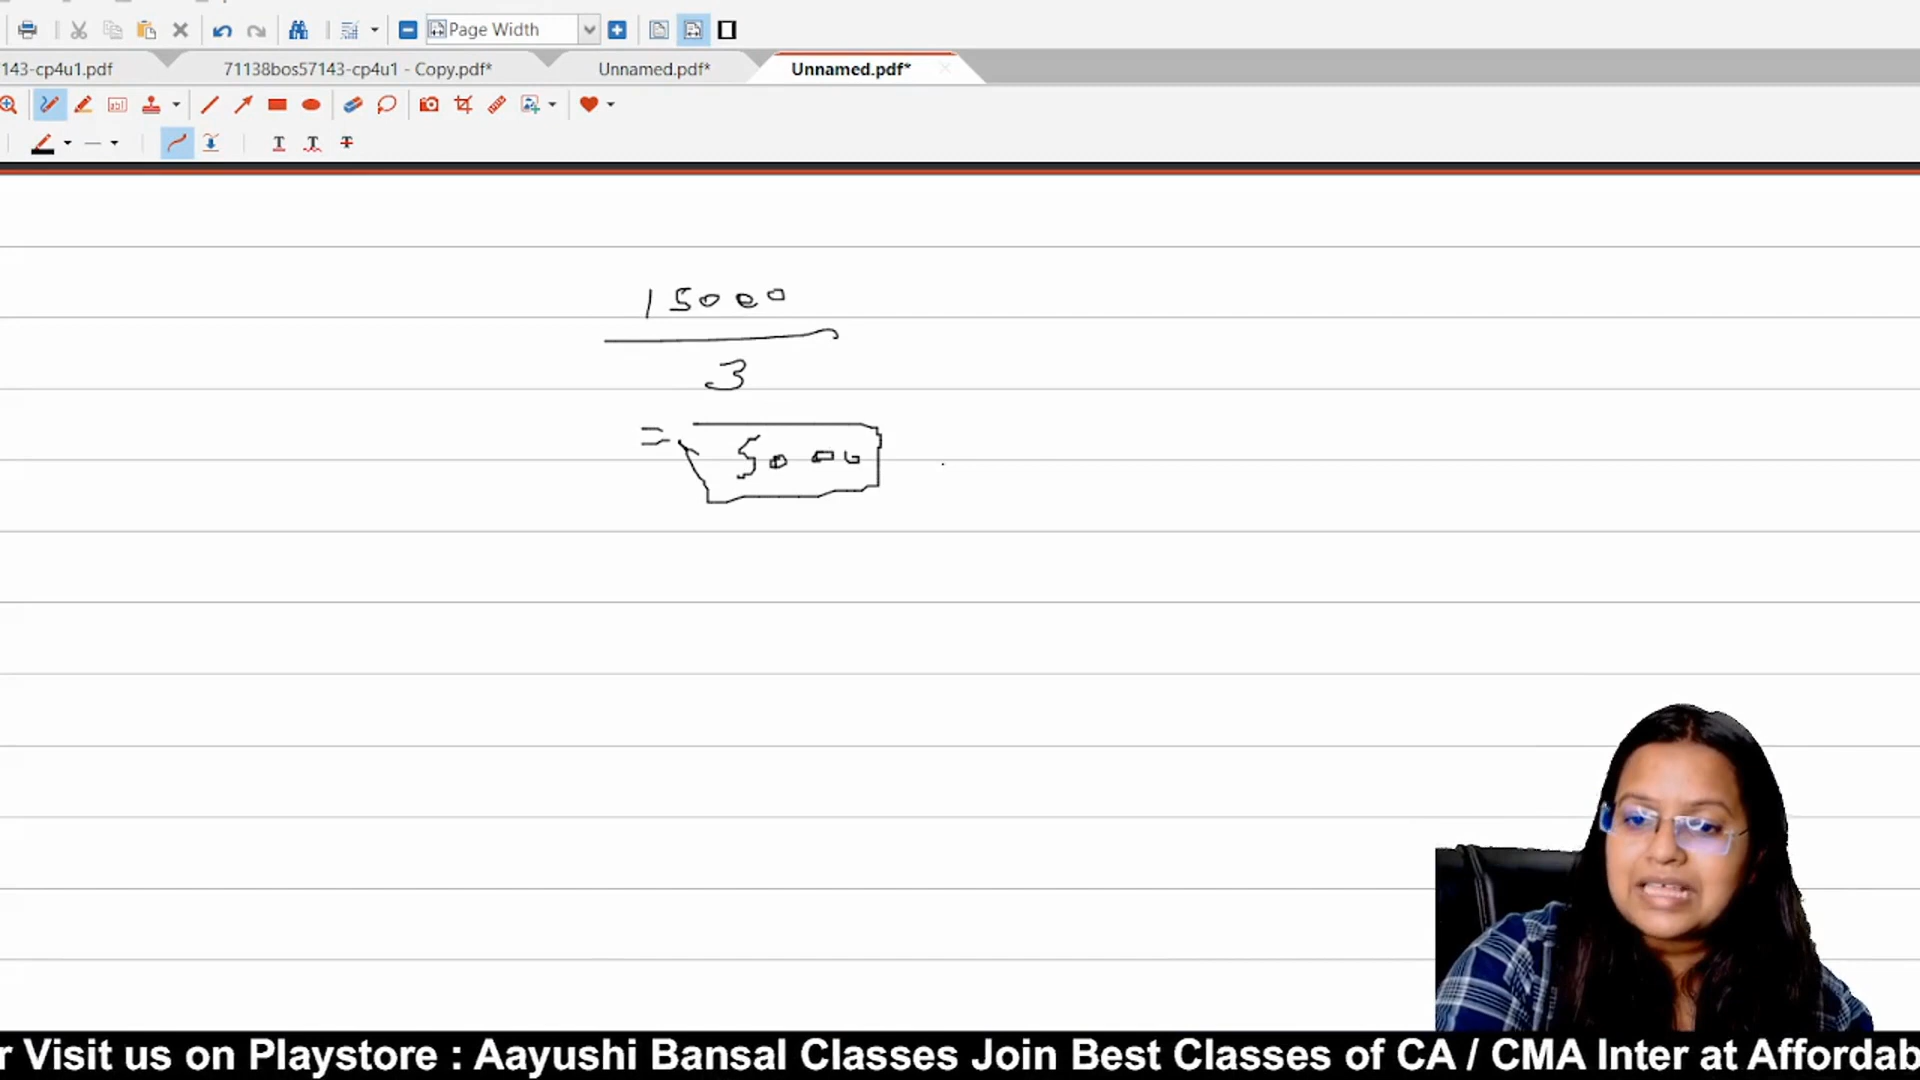 Page Width
143-cp4u1.pdf
71138bos57143-cp4u1 - Copy.pdf*
Unnamed.pdf*
Unnamed.pdf*
15000
3
= 5000
r Visit us on Playstore : Aayushi Bansal Classes Join Best Classes of CA / CMA Inter at Affordab